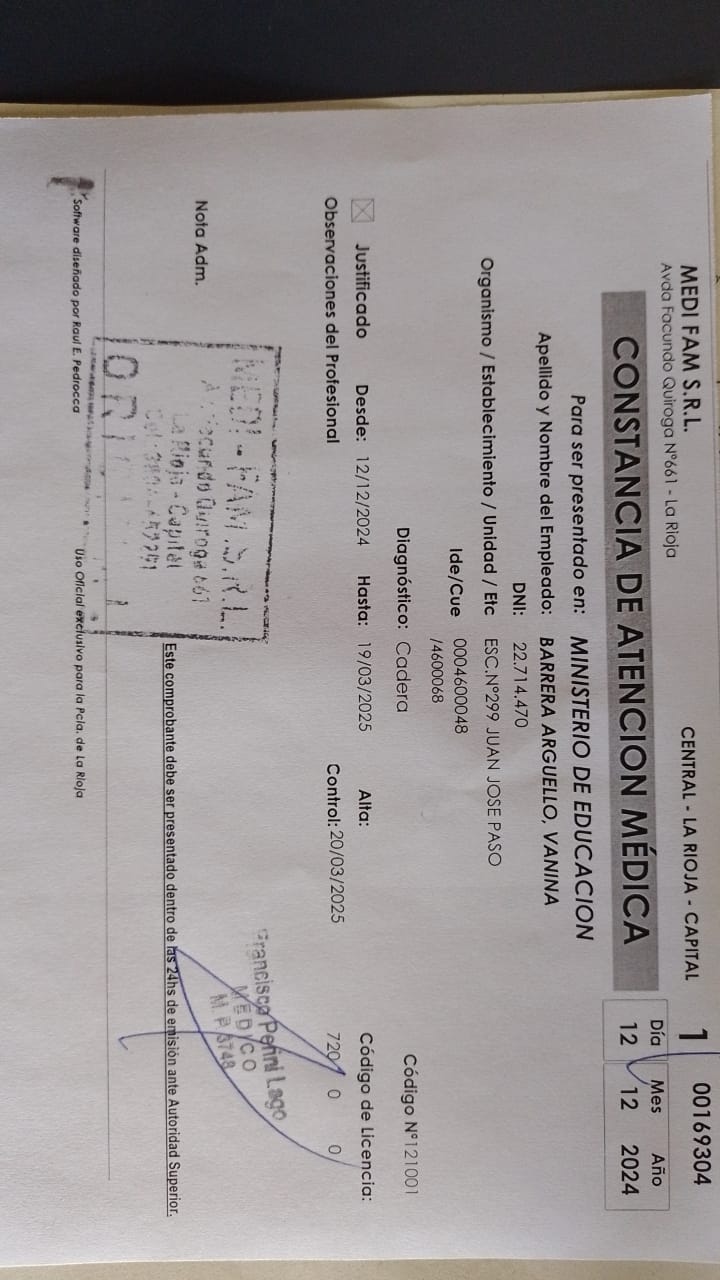 MEDI FAM S.R.L.
Avda Facundo Quiroga N°661 - La Rioja
CENTRAL - LA RIOJA - CAPITAL
1 00169304
CONSTANCIA DE ATENCION MÉDICA
Día Mes Año
12 12 2024
Para ser presentado en: MINISTERIO DE EDUCACION
Apellido y Nombre del Empleado: BARRERA ARGUELLO, VANINA
DNI: 22.714.470
Organismo / Establecimiento / Unidad / Etc ESC.N°299 JUAN JOSE PASO
Ide/Cue 0004600048
/4600068
Diagnóstico: Cadera
Código N°121001
Justificado Desde: 12/12/2024 Hasta: 19/03/2025 Alta:
Código de Licencia:
Observaciones del Profesional
Control: 20/03/2025
720 0 0
Francisco Perini Lago
MEDICO
M. P 3748
Nota Adm.
MEDI - FAM S.R.L.
Facundo Quiroga 661
La Rioja - Capital
Este comprobante debe ser presentado dentro de las 24hs de emisión ante Autoridad Superior.
Software diseñado por Raul E. Pedrocca
Uso Oficial exclusivo para la Pcia. de La Rioja